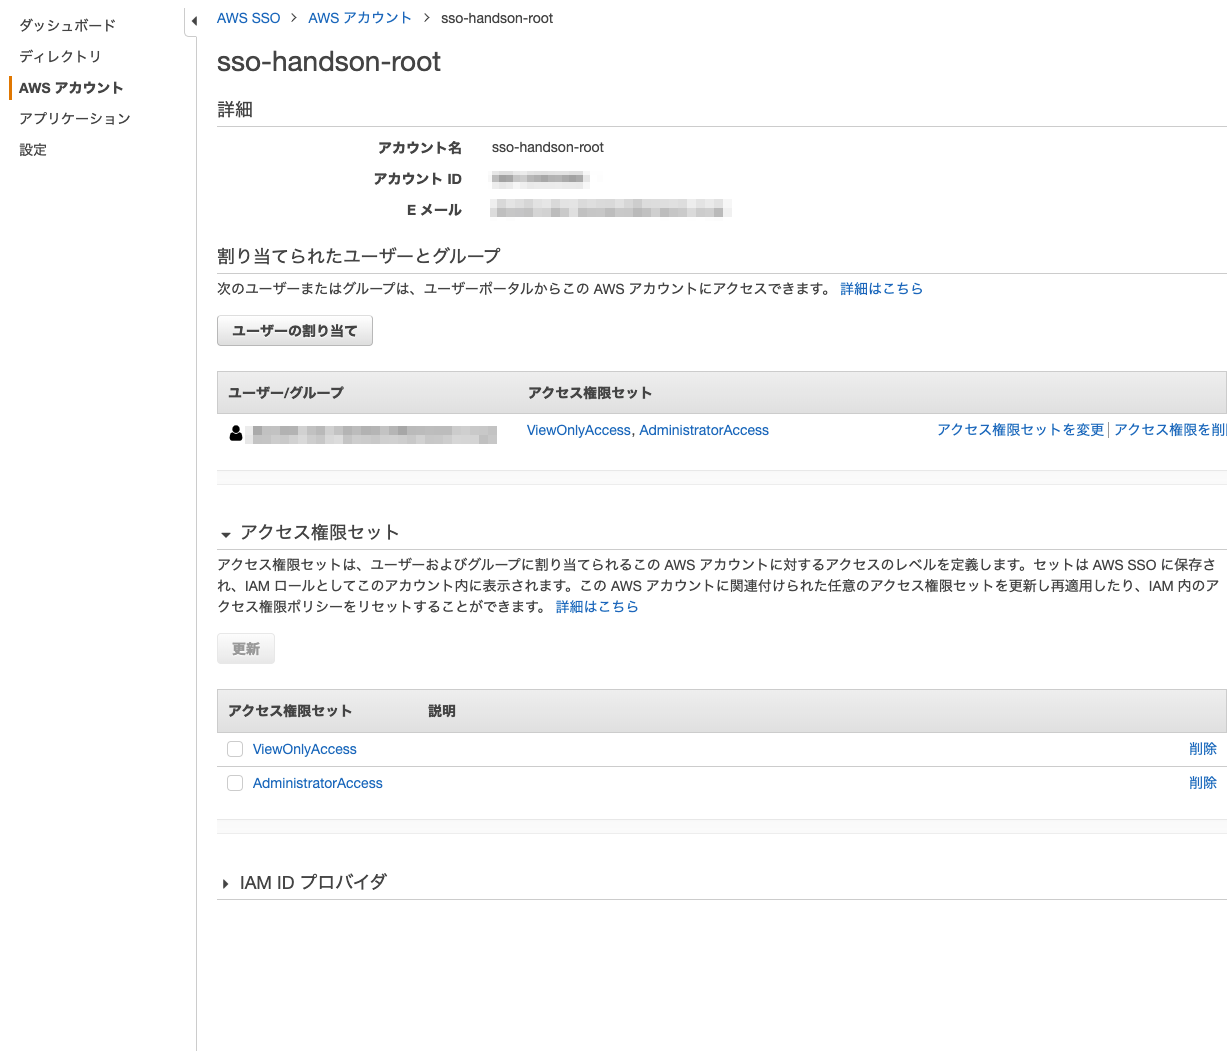 ダッシュボード
ディレクトリ
AWS アカウント
アプリケーション
設定
AWS SSO > AWS アカウント > sso-handson-root
sso-handson-root
詳細
アカウント名 sso-handson-root
アカウント ID
E メール
割り当てられたユーザーとグループ
次のユーザーまたはグループは、ユーザーポータルからこの AWS アカウントにアクセスできます。 詳細はこちら
ユーザーの割り当て
ユーザー/グループ アクセス権限セット
ViewOnlyAccess, AdministratorAccess アクセス権限セットを変更 | アクセス権限を削
アクセス権限セット
アクセス権限セットは、ユーザーおよびグループに割り当てられるこの AWS アカウントに対するアクセスのレベルを定義します。セットは AWS SSO に保存さ
れ、IAM ロールとしてこのアカウント内に表示されます。この AWS アカウントに関連付けられた任意のアクセス権限セットを更新し再適用したり、IAM 内のア
クセス権限ポリシーをリセットすることができます。 詳細はこちら
更新
アクセス権限セット 説明
ViewOnlyAccess 削除
AdministratorAccess 削除
IAM ID プロバイダ